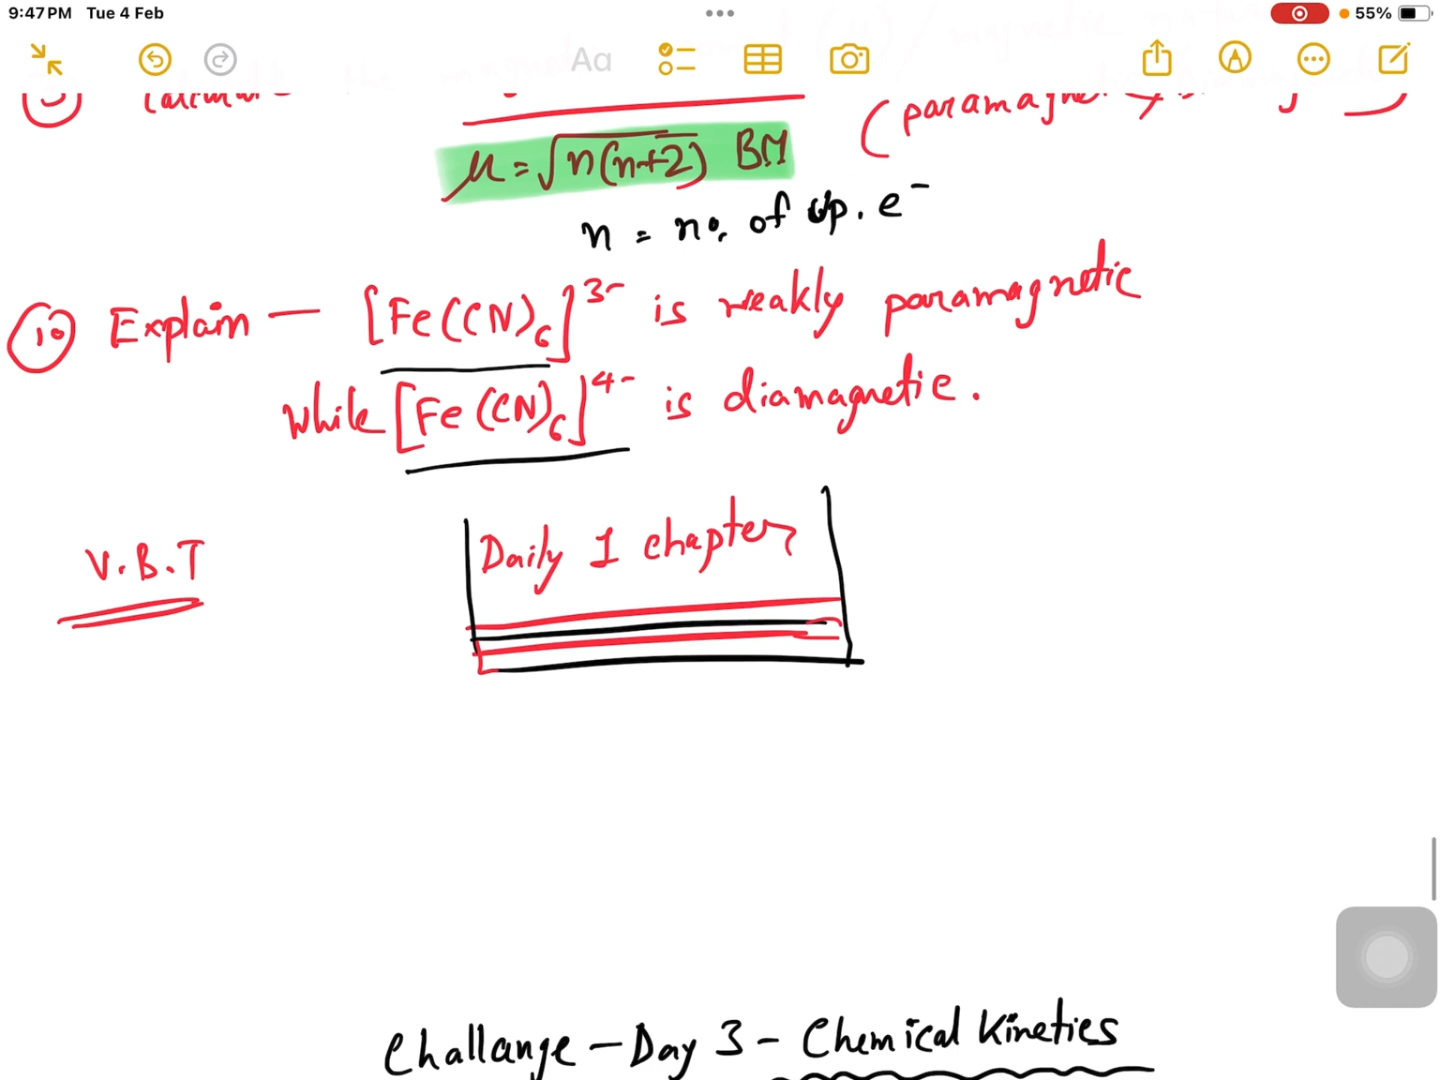 9:47 PM Tue 4 Feb
55%
Aa
μ = √n(n+2) BM
n = no. of up. e⁻
10 Explain — [Fe(CN)₆]³⁻ is weakly paramagnetic
while [Fe(CN)₆]⁴⁻ is diamagnetic.
V.B.T
Daily 1 chapter
Challange - Day 3 - Chemical Kinetics